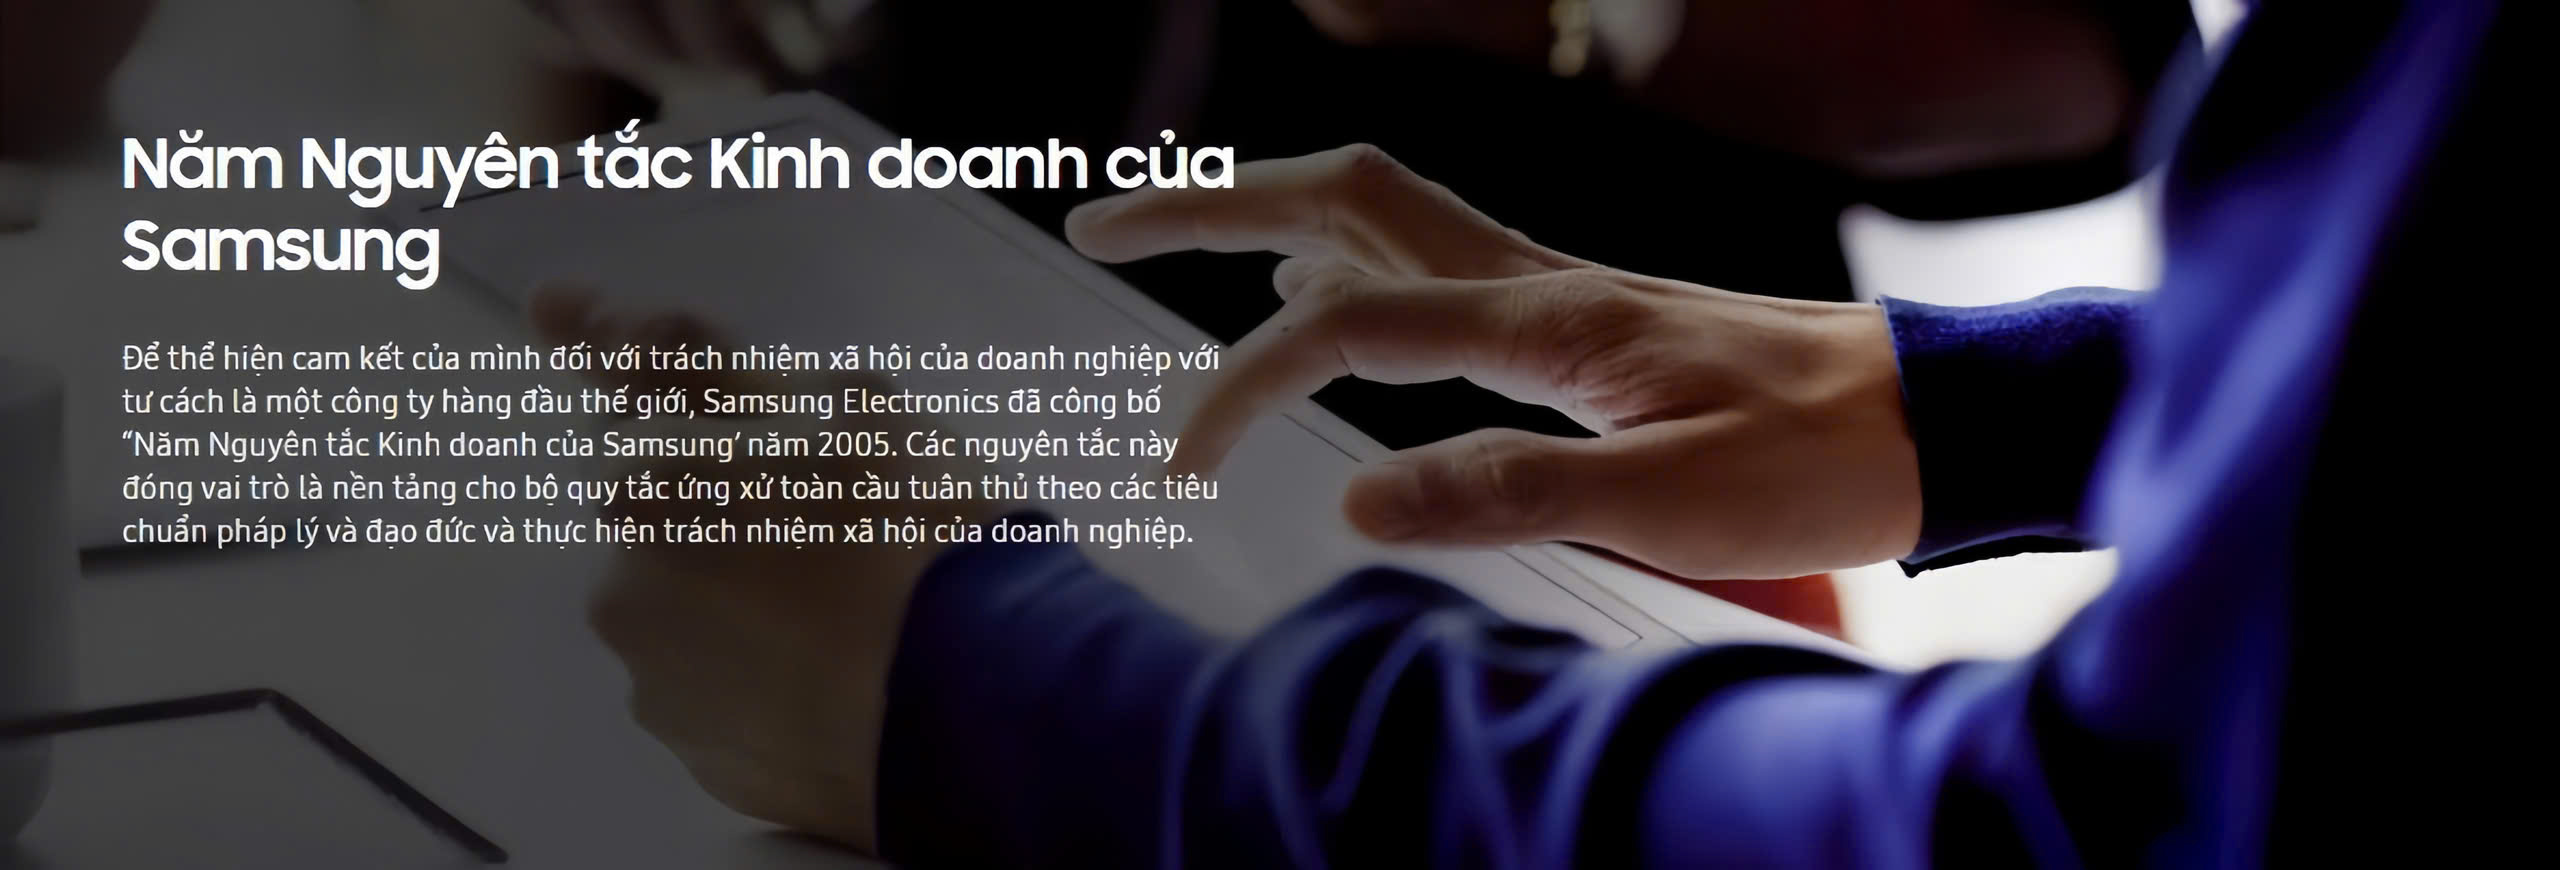 Năm Nguyên tắc Kinh doanh của
Samsung
Để thể hiện cam kết của mình đối với trách nhiệm xã hội của doanh nghiệp với
tư cách là một công ty hàng đầu thế giới, Samsung Electronics đã công bố
“Năm Nguyên tắc Kinh doanh của Samsung’ năm 2005. Các nguyên tắc này
đóng vai trò là nền tảng cho bộ quy tắc ứng xử toàn cầu tuân thủ theo các tiêu
chuẩn pháp lý và đạo đức và thực hiện trách nhiệm xã hội của doanh nghiệp.